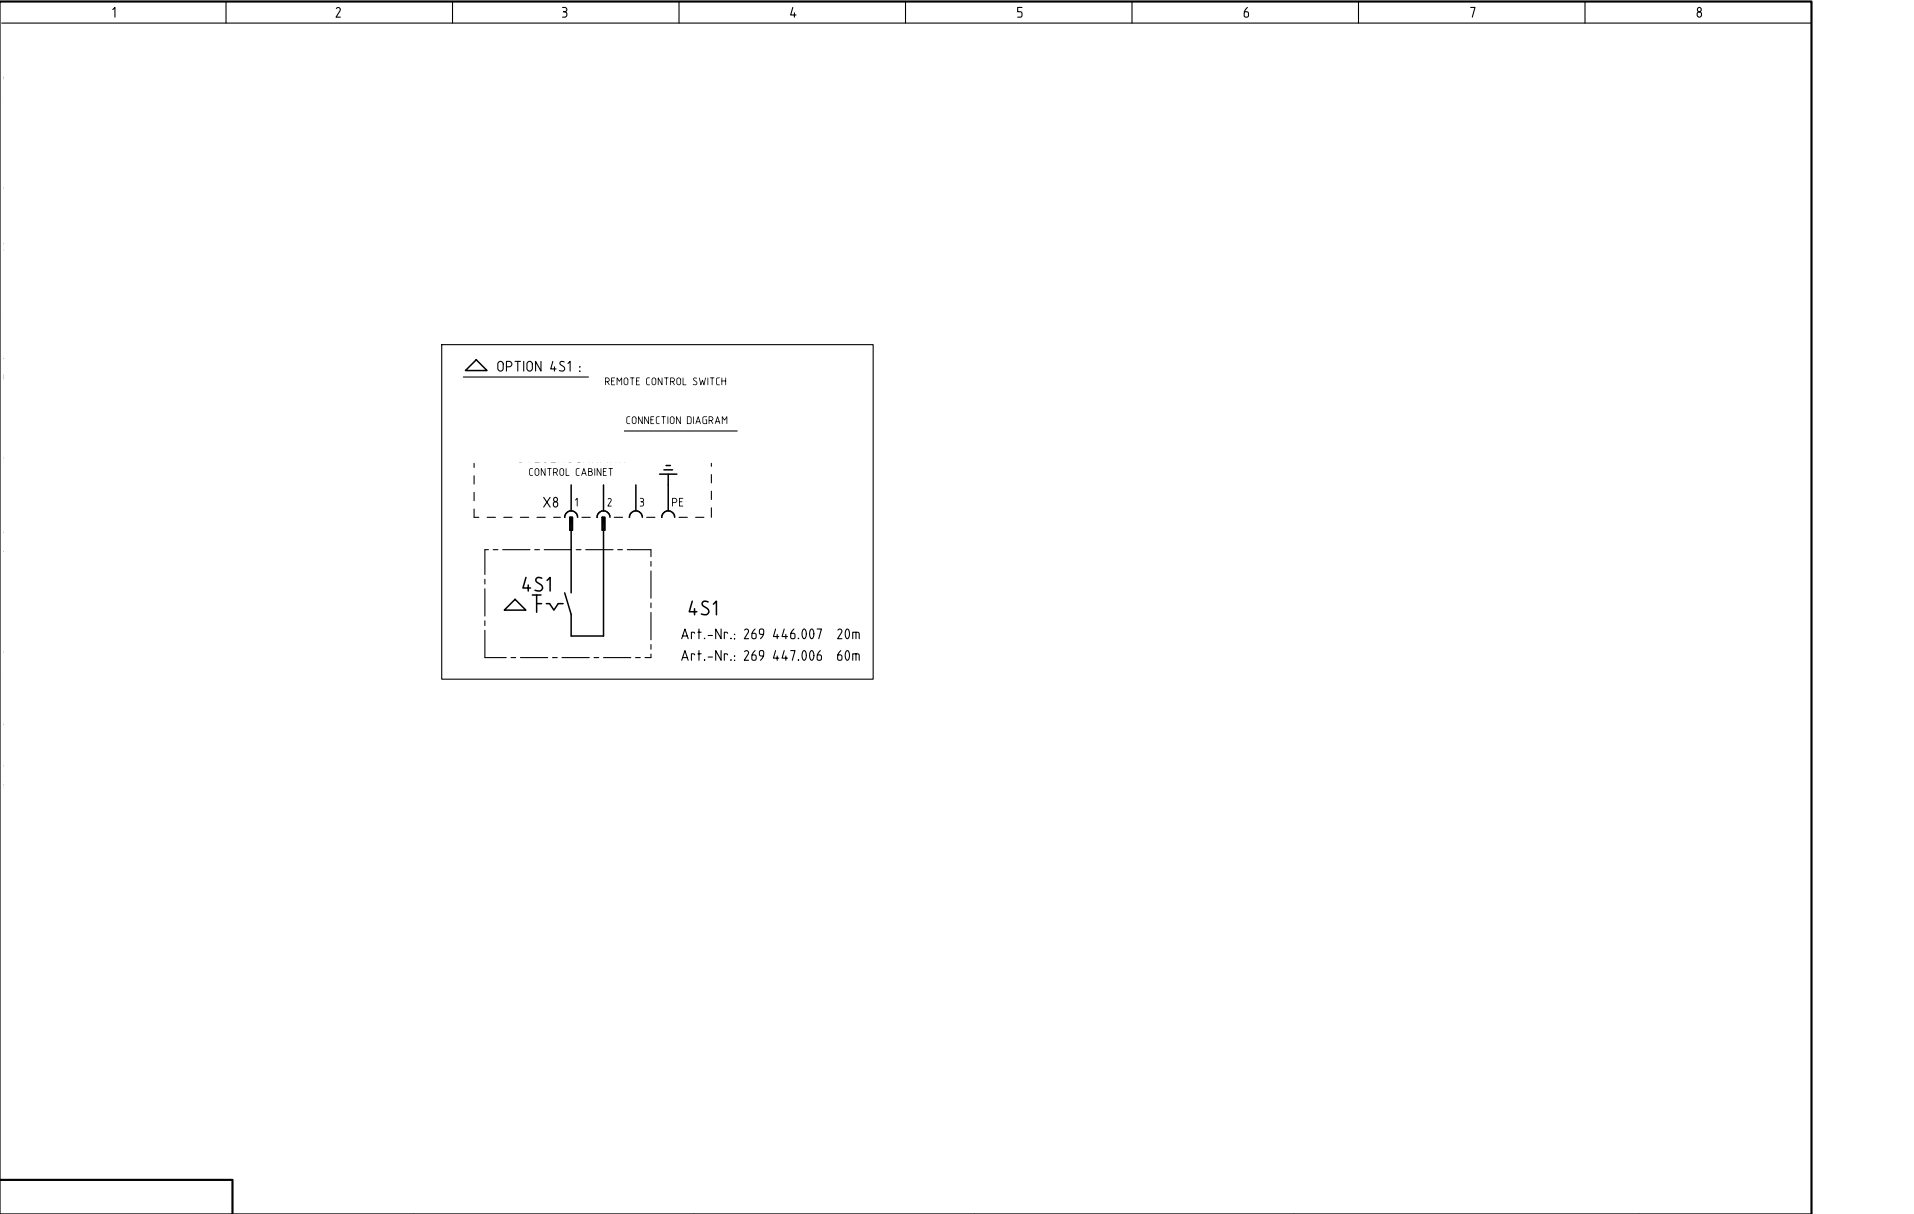 1 2 3 4 5 6 7 8
OPTION 4S1 :
REMOTE CONTROL SWITCH
CONNECTION DIAGRAM
CONTROL CABINET
X8 1 2 3 PE
4S1
4S1
Art.-Nr.: 269 446.007 20m
Art.-Nr.: 269 447.006 60m